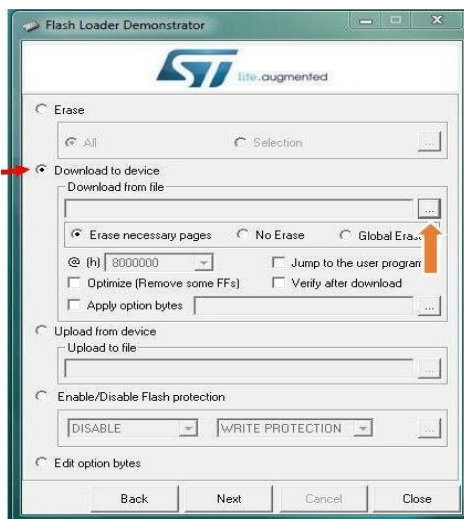 Flash Loader Demonstrator
ST life.augmented
Erase
All Selection ...
Download to device
Download from file
...
Erase necessary pages No Erase Global
@ (h) 8000000 Jump to the user program
Optimize (Remove some FFs) Verify after download
Apply option bytes ...
Upload from device
Upload to file
...
Enable/Disable Flash protection
DISABLE WRITE PROTECTION ...
Edit option bytes
Back Next Cancel Close